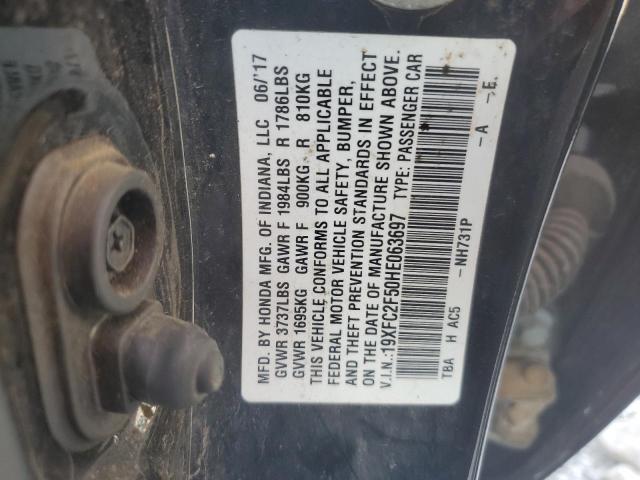 MFD. BY HONDA MFG. OF INDIANA, LLC 06/'17
GVWR 3737LBS GAWR F 1984LBS R 1786LBS
GVWR 1695KG GAWR F 900KG R 810KG
THIS VEHICLE CONFORMS TO ALL APPLICABLE
FEDERAL MOTOR VEHICLE SAFETY, BUMPER,
AND THEFT PREVENTION STANDARDS IN EFFECT
ON THE DATE OF MANUFACTURE SHOWN ABOVE.
V.I.N.:19XFC2F50HE063697 TYPE: PASSENGER CAR
TBA H AC5 -NH731P -A -E.